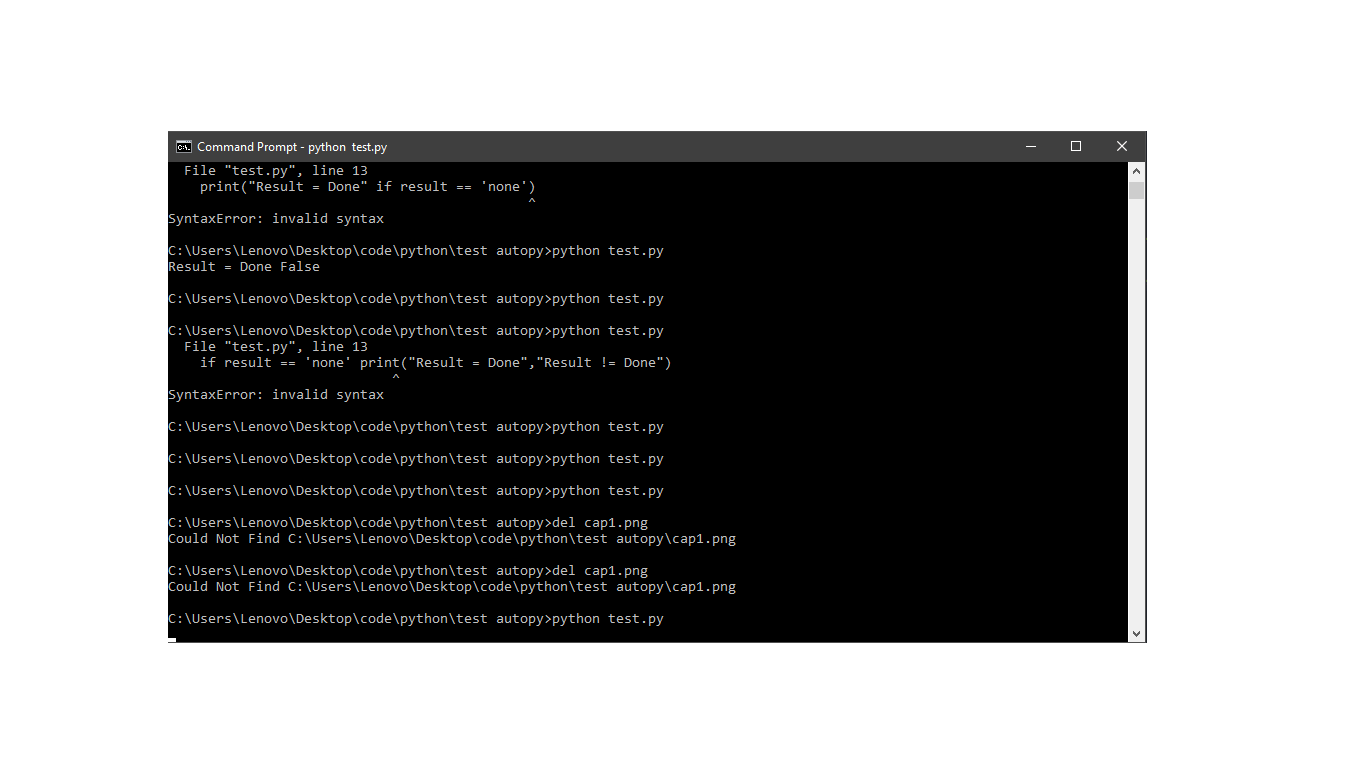 Command Prompt - python  test.py
  File "test.py", line 13
    print("Result = Done" if result == 'none')
                                             ^
SyntaxError: invalid syntax
C:\Users\Lenovo\Desktop\code\python\test autopy>python test.py
Result = Done False
C:\Users\Lenovo\Desktop\code\python\test autopy>python test.py
C:\Users\Lenovo\Desktop\code\python\test autopy>python test.py
  File "test.py", line 13
    if result == 'none' print("Result = Done","Result != Done")
                            ^
SyntaxError: invalid syntax
C:\Users\Lenovo\Desktop\code\python\test autopy>python test.py
C:\Users\Lenovo\Desktop\code\python\test autopy>python test.py
C:\Users\Lenovo\Desktop\code\python\test autopy>python test.py
C:\Users\Lenovo\Desktop\code\python\test autopy>del cap1.png
Could Not Find C:\Users\Lenovo\Desktop\code\python\test autopy\cap1.png
C:\Users\Lenovo\Desktop\code\python\test autopy>del cap1.png
Could Not Find C:\Users\Lenovo\Desktop\code\python\test autopy\cap1.png
C:\Users\Lenovo\Desktop\code\python\test autopy>python test.py